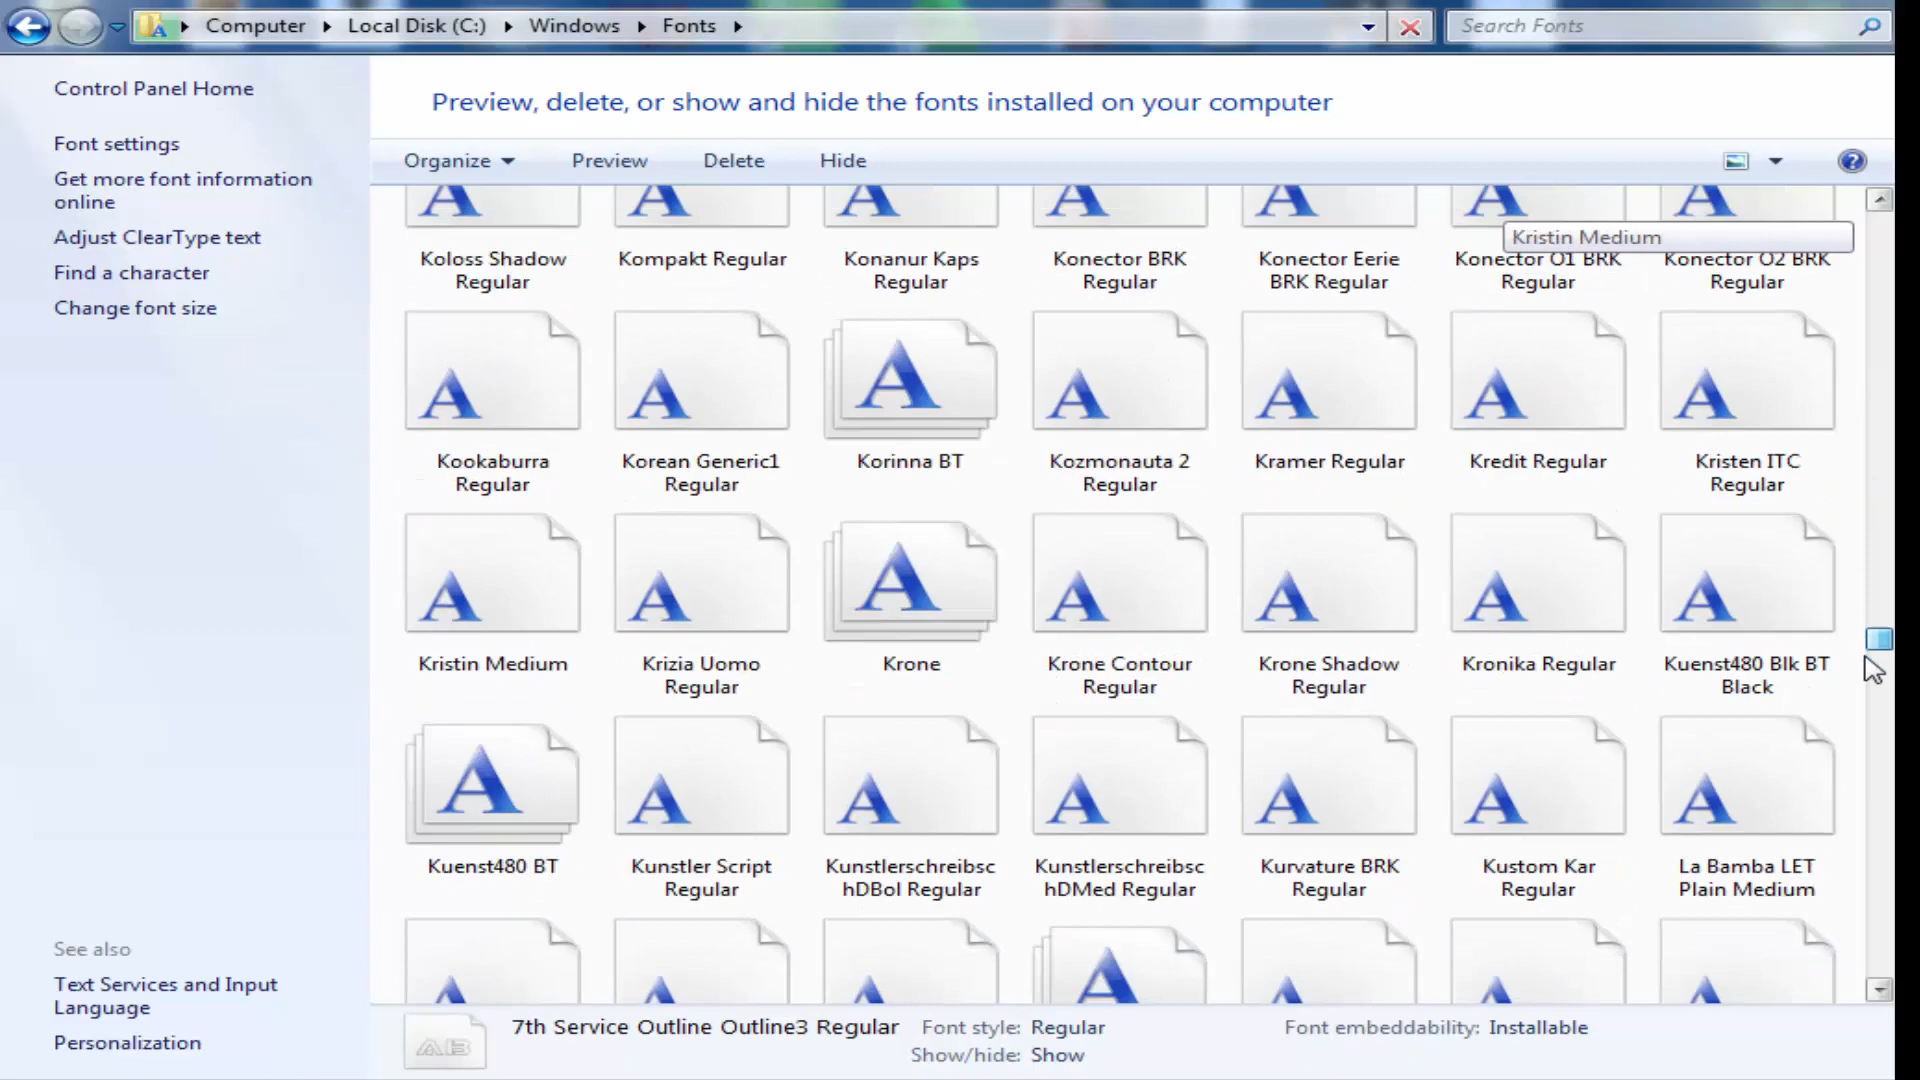 Computer Local Disk (C:) Windows Fonts
Search Fonts
Control Panel Home
Font settings
Get more font information
online
Adjust ClearType text
Find a character
Change font size
See also
Text Services and Input
Language
Personalization
Preview, delete, or show and hide the fonts installed on your computer
Organize Preview Delete Hide
Kristin Medium
Koloss Shadow
Regular
Kompakt Regular
Konanur Kaps
Regular
Konector BRK
Regular
Konector Eerie
BRK Regular
Konector O1 BRK
Regular
Konector O2 BRK
Regular
Kookaburra
Regular
Korean Generic1
Regular
Korinna BT
Kozmonauta 2
Regular
Kramer Regular
Kredit Regular
Kristen ITC
Regular
Kristin Medium
Krizia Uomo
Regular
Krone
Krone Contour
Regular
Krone Shadow
Regular
Kronika Regular
Kuenst480 Blk BT
Black
Kuenst480 BT
Kunstler Script
Regular
Kunstlerschreibsc
hDBol Regular
Kunstlerschreibsc
hDMed Regular
Kurvature BRK
Regular
Kustom Kar
Regular
La Bamba LET
Plain Medium
7th Service Outline Outline3 Regular
Font style: Regular
Show/hide: Show
Font embeddability: Installable